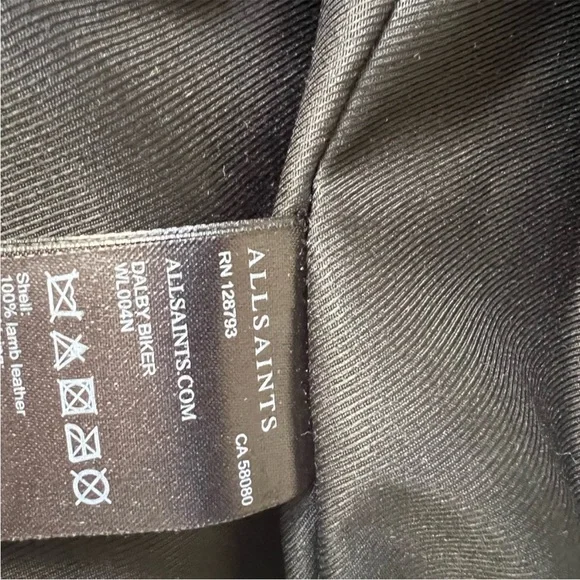 ALLSAINTS
RN 128793 CA 58080
ALLSAINTS.COM
DALBY BIKER
WL004N
Shell:
100% lamb leather